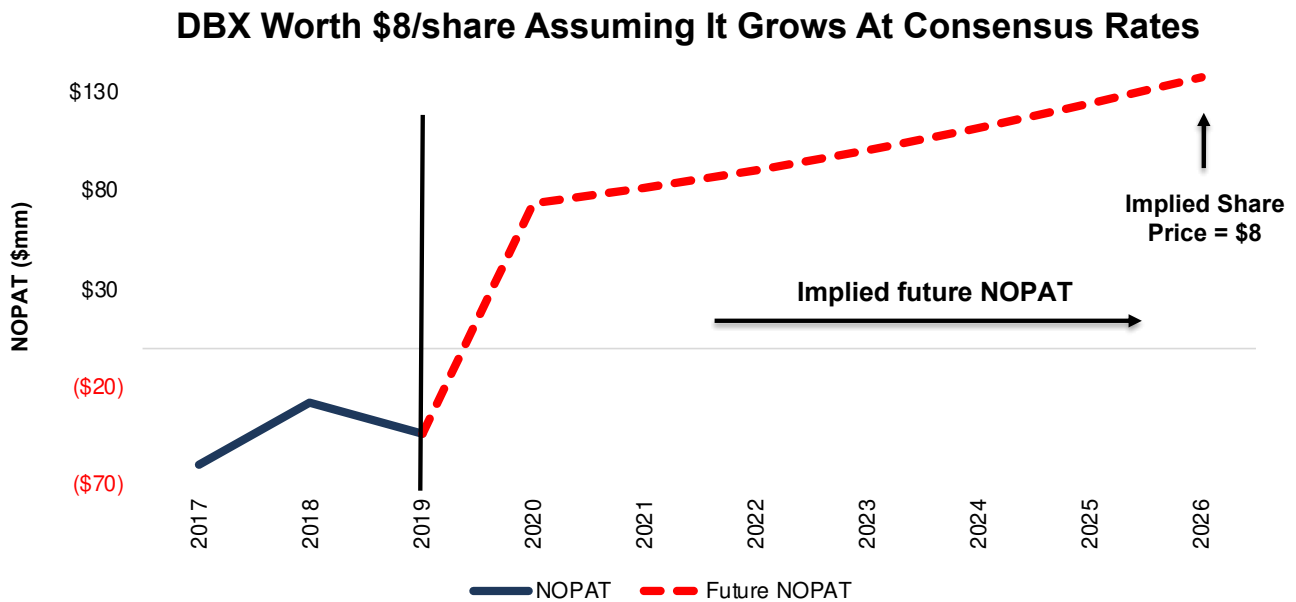 DBX Worth $8/share Assuming It Grows At Consensus Rates
NOPAT ($mm)
$130
$80
$30
($20)
($70)
Implied Share
Price = $8
Implied future NOPAT
2017
2018
2019
2020
2021
2022
2023
2024
2025
2026
NOPAT
Future NOPAT